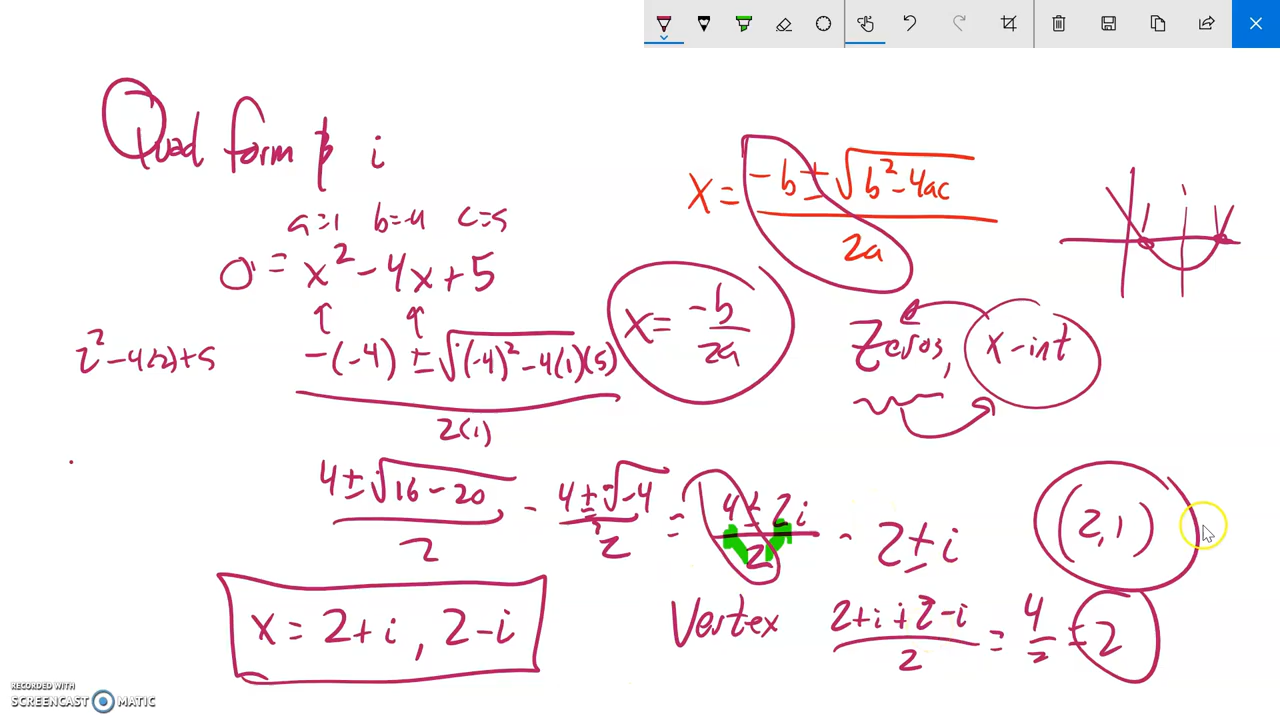 Quad form & i
x = -b ± √b² - 4ac / 2a
a=1 b=-4 c=5
0 = x² - 4x + 5
x = -b / 2a
Zeros, x-int
2² - 4(2) + 5
-(-4) ± √(-4)² - 4(1)(5) / 2(1)
4 ± √16 - 20 / 2 = 4 ± √-4 / 2 = 4 ± 2i / 2 = 2 ± i
(2, 1)
x = 2+i, 2-i
Vertex 2+i+2-i / 2 = 4/2 = 2
RECORDED WITH
SCREENCAST MATIC